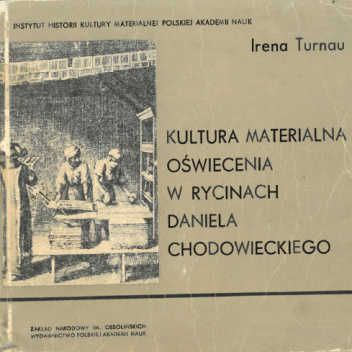 INSTYTUT HISTORII KULTURY MATERIALNEJ POLSKIEJ AKADEMII NAUK
Irena Turnau
KULTURA MATERIALNA
OŚWIECENIA
W RYCINACH
DANIELA
CHODOWIECKIEGO
ZAKŁAD NARODOWY IM. OSSOLIŃSKICH
WYDAWNICTWO POLSKIEJ AKADEMII NAUK